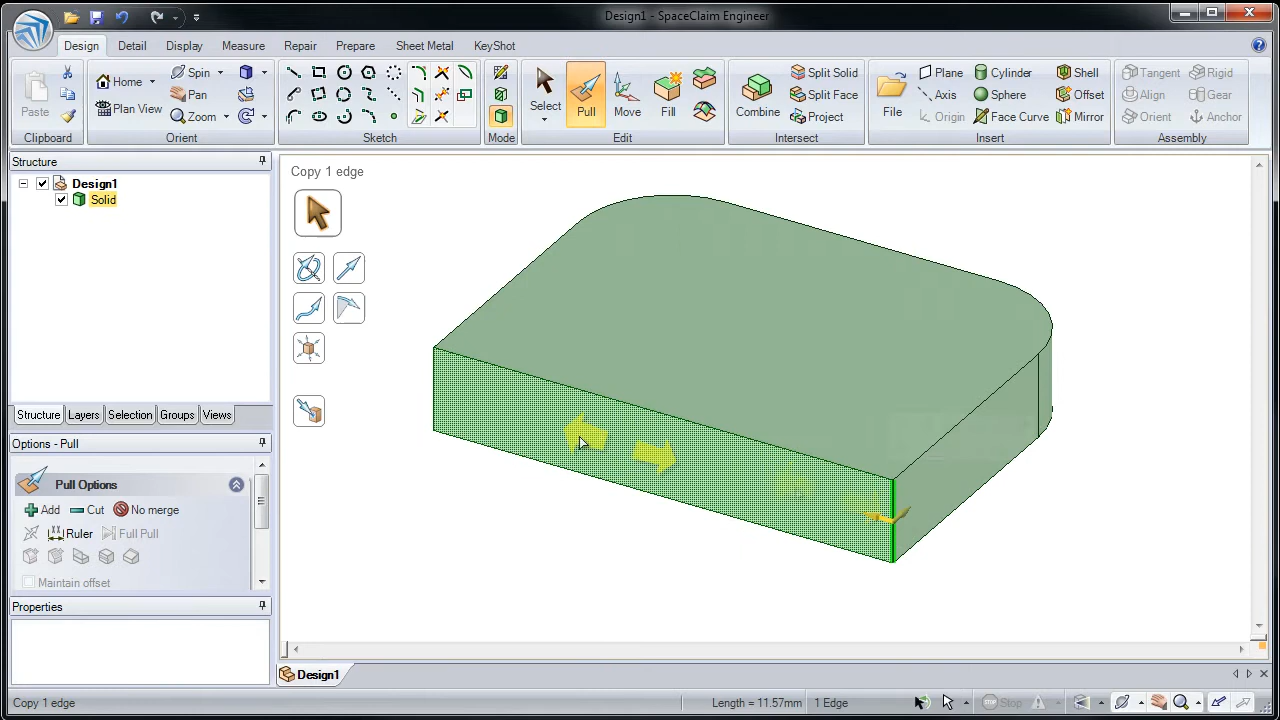 Design1 - SpaceClaim Engineer
Design Detail Display Measure Repair Prepare Sheet Metal KeyShot
Home Spin
Plan View Pan
Zoom
Paste
Select Pull Move Fill
Combine Split Solid
Split Face
Project
File Plane Cylinder Shell
Axis Sphere Offset
Origin Face Curve Mirror
Tangent Rigid
Align Gear
Orient Anchor
Clipboard Orient Sketch Mode Edit Intersect Insert Assembly
Structure
Design1
Solid
Structure Layers Selection Groups Views
Options - Pull
Pull Options
Add Cut No merge
Ruler Full Pull
Maintain offset
Properties
Copy 1 edge
Design1
Copy 1 edge Length = 11.57mm 1 Edge Stop